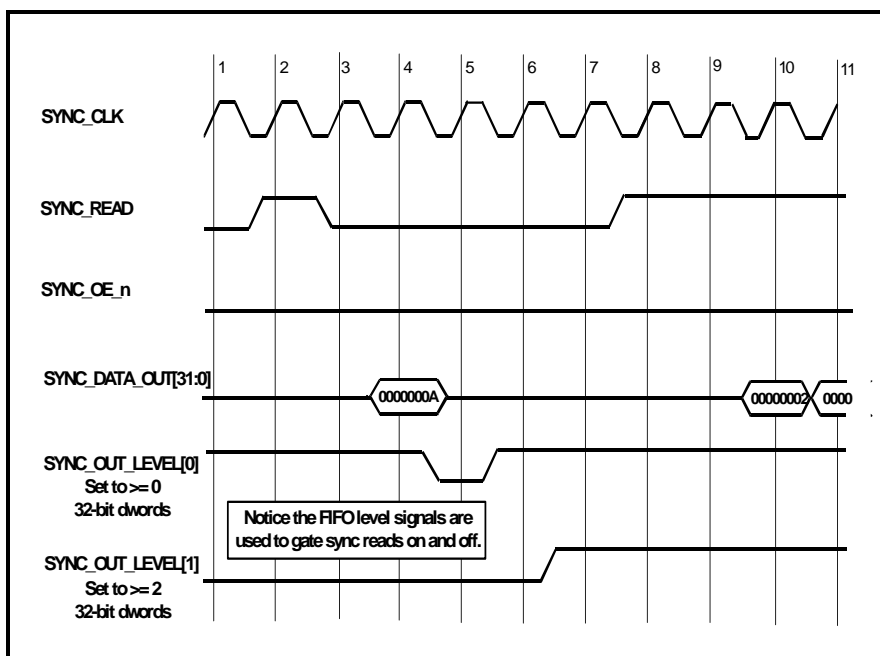 1 2 3 4 5 6 7 8 9 10 11
SYNC_CLK
SYNC_READ
SYNC_OE_n
SYNC_DATA_OUT[31:0]
0000000A
00000002
0000
SYNC_OUT_LEVEL[0]
Set to >= 0
32-bit dwords
Notice the FIFO level signals are
used to gate sync reads on and off.
SYNC_OUT_LEVEL[1]
Set to >= 2
32-bit dwords